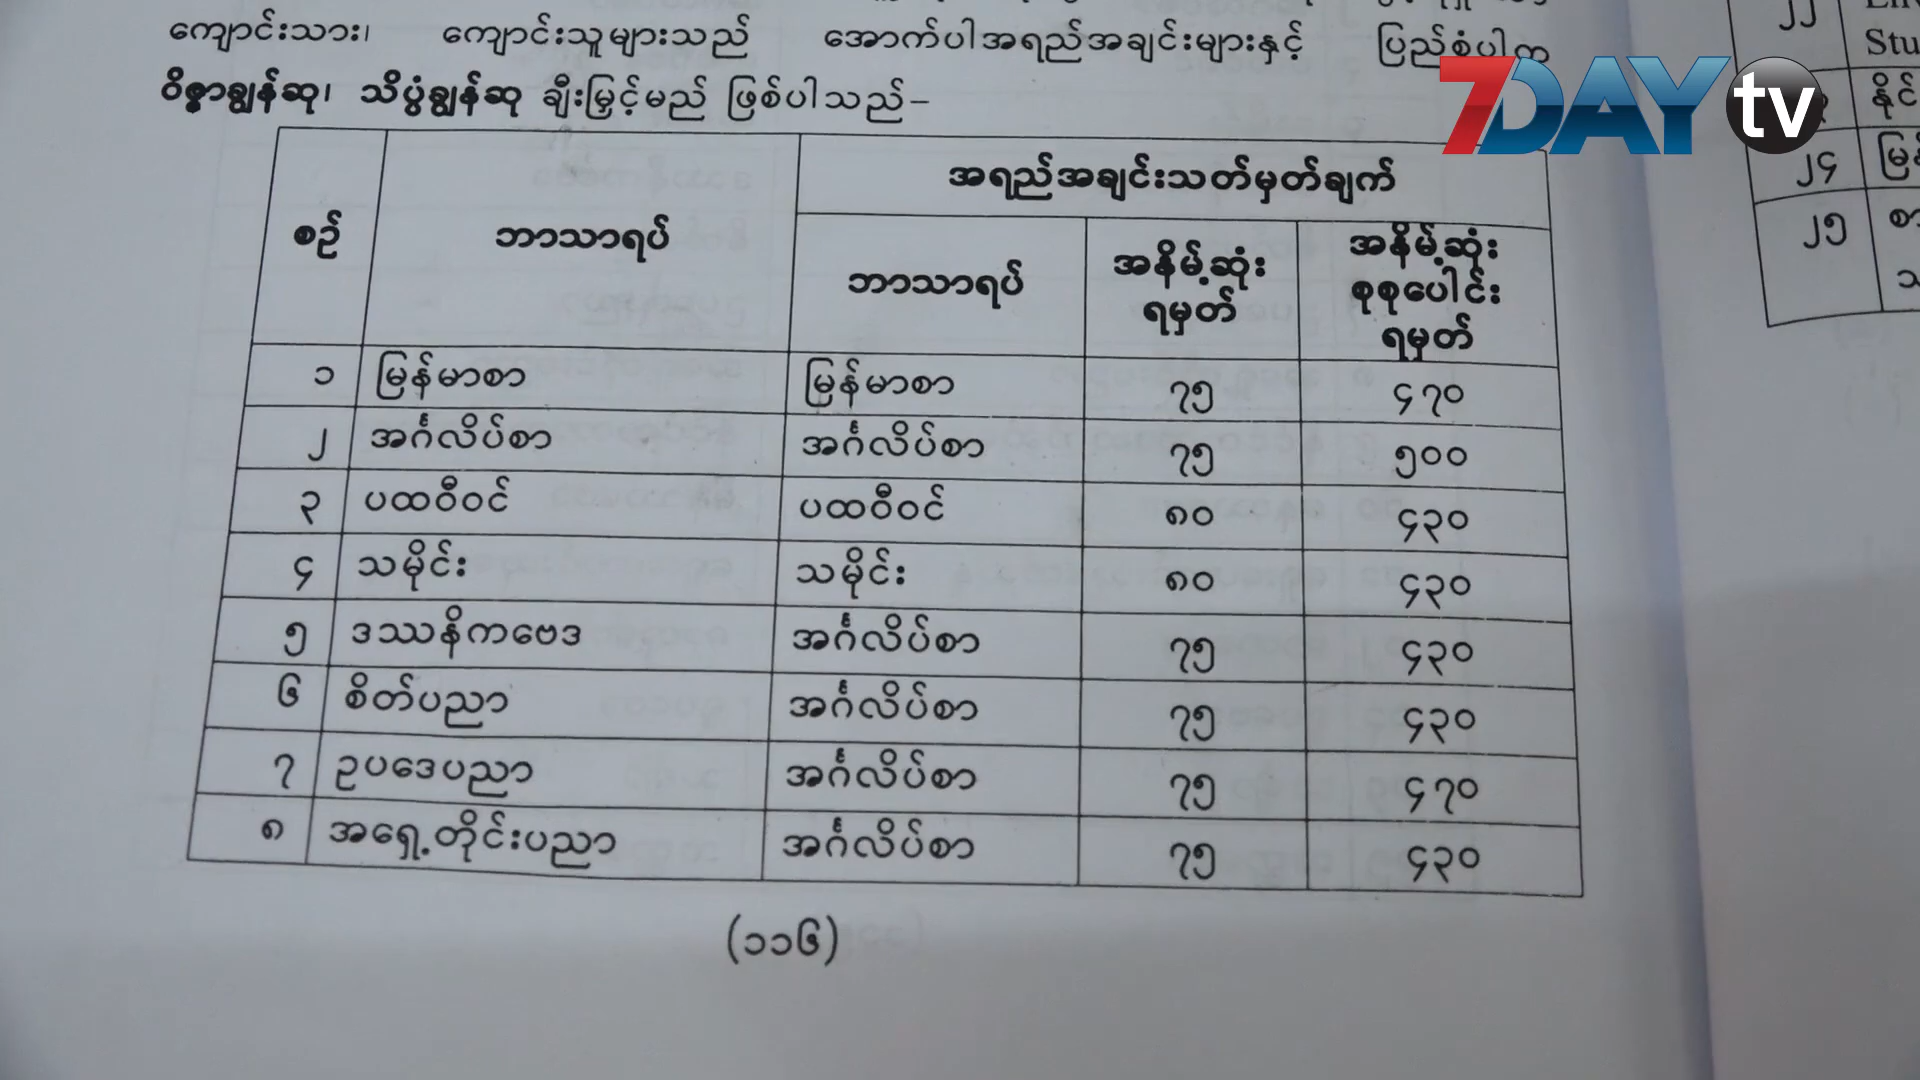 ကျောင်းသား၊ ကျောင်းသူများသည် အောက်ပါအရည်အချင်းများနှင့် ပြည်စုံပါက
ဝိဇ္ဇာချွန်ဆု၊ သိပ္ပံချွန်ဆု ချီးမြှင့်မည် ဖြစ်ပါသည်–
စဉ် ဘာသာရပ် အရည်အချင်းသတ်မှတ်ချက်
ဘာသာရပ် အနိမ့်ဆုံး ရမှတ် အနိမ့်ဆုံး စုစုပေါင်း ရမှတ်
၁ မြန်မာစာ မြန်မာစာ ၇၅ ၄၇၀
၂ အင်္ဂလိပ်စာ အင်္ဂလိပ်စာ ၇၅ ၅၀၀
၃ ပထဝီဝင် ပထဝီဝင် ၈၀ ၄၃၀
၄ သမိုင်း သမိုင်း ၈၀ ၄၃၀
၅ ဒဿနိကဗေဒ အင်္ဂလိပ်စာ ၇၅ ၄၃၀
၆ စိတ်ပညာ အင်္ဂလိပ်စာ ၇၅ ၄၃၀
၇ ဥပဒေပညာ အင်္ဂလိပ်စာ ၇၅ ၄၇၀
၈ အရှေ့တိုင်းပညာ အင်္ဂလိပ်စာ ၇၅ ၄၃၀
(၁၁၆)
7DAY tv
၂၂
Stu
နိုင်
၂၄
၂၅